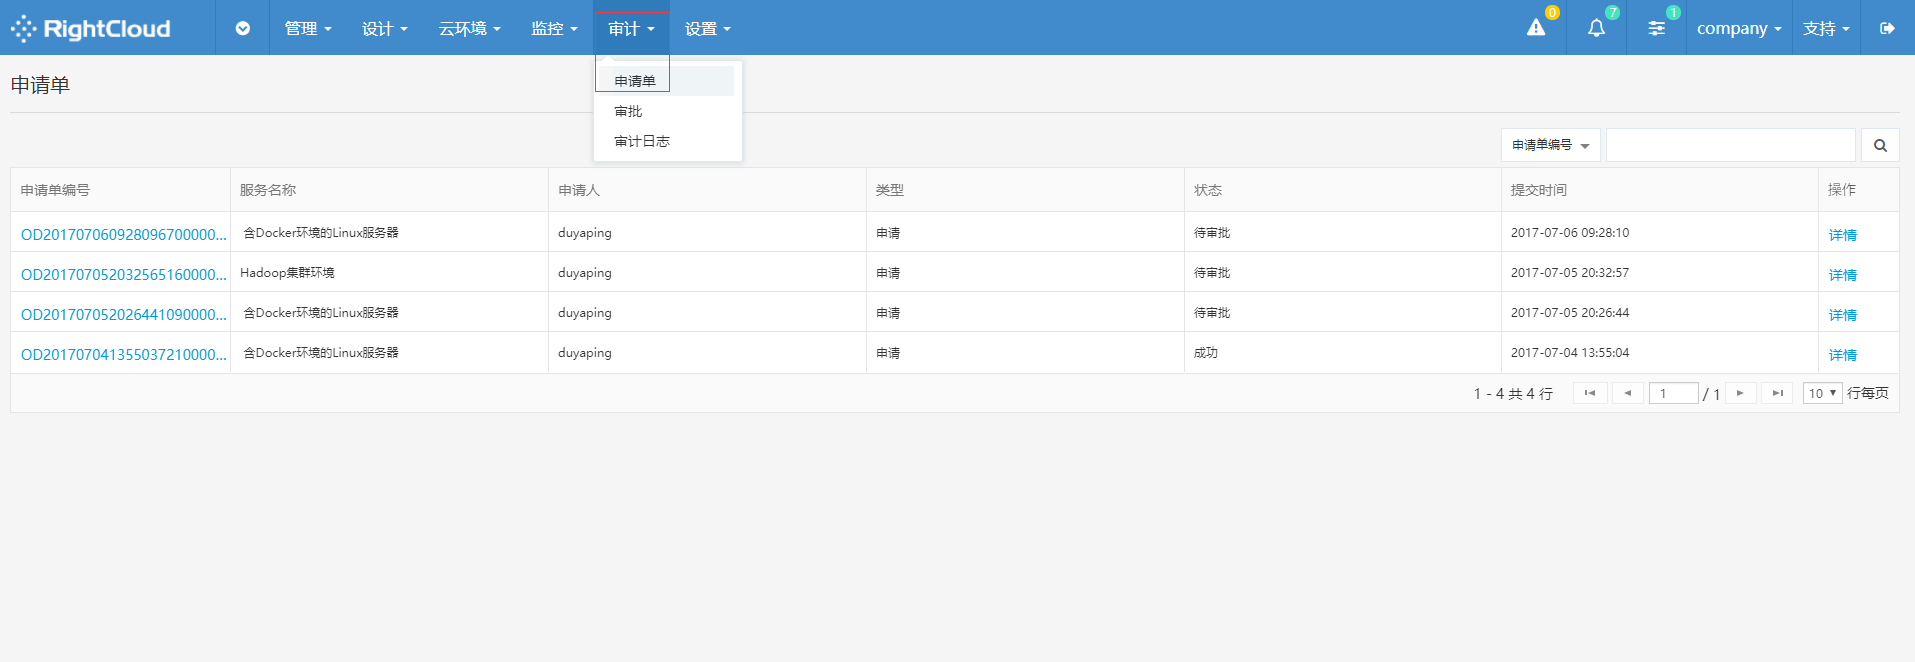 RightCloud 管理 设计 云环境 监控 审计 设置 0 7 1 company 支持
申请单
申请单
审批
审计日志
申请单编号
申请单编号 服务名称 申请人 类型 状态 提交时间 操作
OD201707060928096700000... 含Docker环境的Linux服务器 duyaping 申请 待审批 2017-07-06 09:28:10 详情
OD201707052032565160000... Hadoop集群环境 duyaping 申请 待审批 2017-07-05 20:32:57 详情
OD201707052026441090000... 含Docker环境的Linux服务器 duyaping 申请 待审批 2017-07-05 20:26:44 详情
OD201707041355037210000... 含Docker环境的Linux服务器 duyaping 申请 成功 2017-07-04 13:55:04 详情
1 - 4 共 4 行 1 / 1 10 行每页